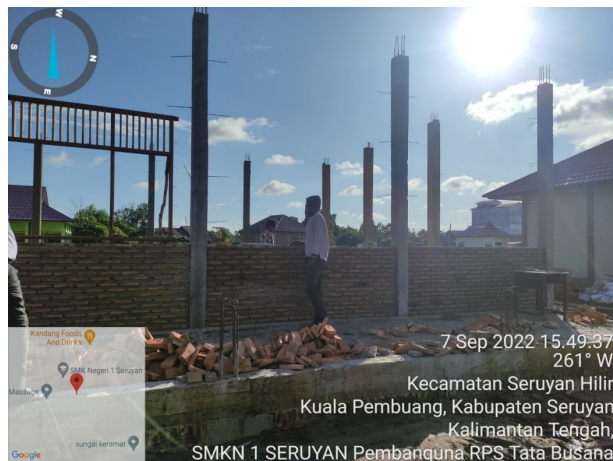 W
N
S
E
Kandang Foods
And Drinks
SMK Negeri 1 Seruyan
Massage
sungai keramat
Google
7 Sep 2022 15.49.37
261° W
Kecamatan Seruyan Hilir
Kuala Pembuang, Kabupaten Seruyan
Kalimantan Tengah,
SMKN 1 SERUYAN Pembanguna RPS Tata Busana